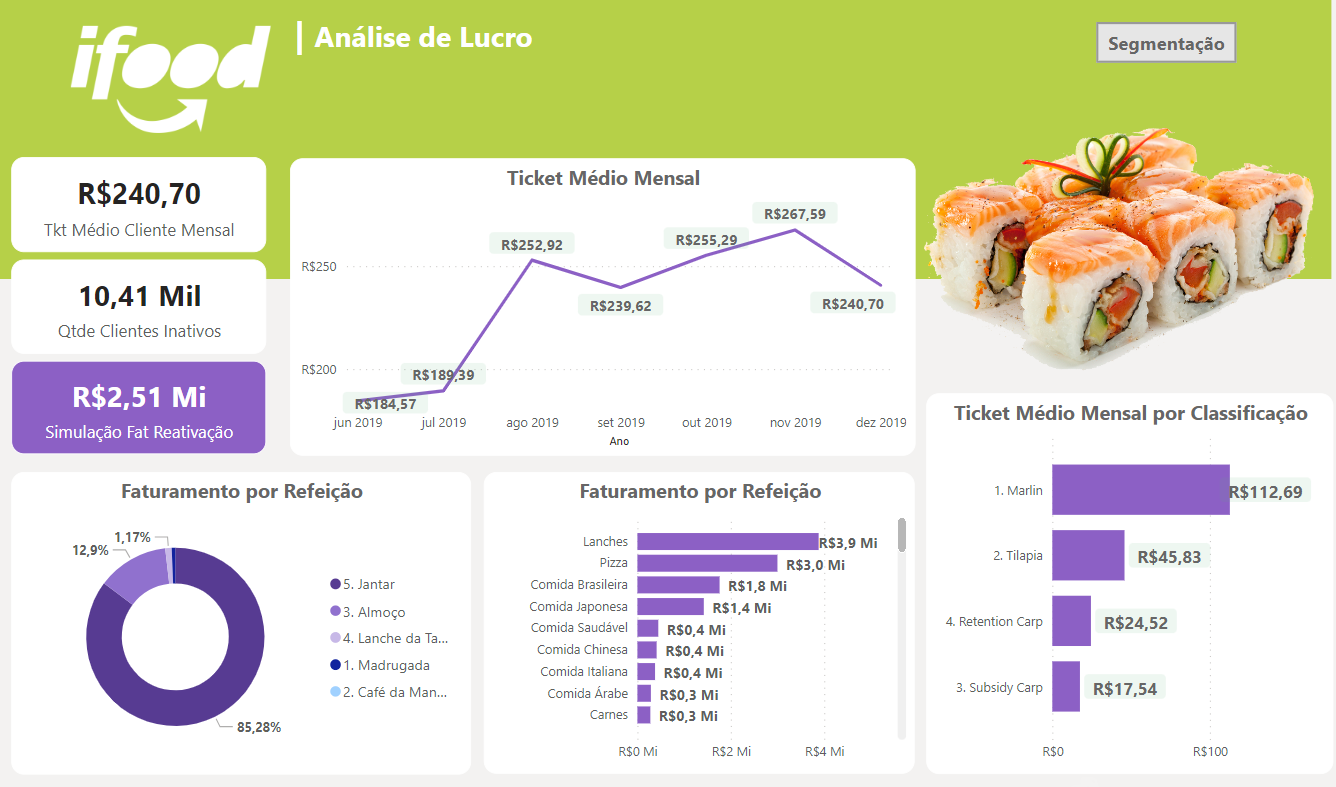 ifood
Análise de Lucro
Segmentação
R$240,70
Tkt Médio Cliente Mensal
10,41 Mil
Qtde Clientes Inativos
R$2,51 Mi
Simulação Fat Reativação
Ticket Médio Mensal
R$250
R$200
R$184,57
R$189,39
R$252,92
R$239,62
R$255,29
R$267,59
R$240,70
jun 2019
jul 2019
ago 2019
set 2019
out 2019
nov 2019
dez 2019
Ano
Ticket Médio Mensal por Classificação
1. Marlin
R$112,69
2. Tilapia
R$45,83
4. Retention Carp
R$24,52
3. Subsidy Carp
R$17,54
R$0
R$100
Faturamento por Refeição
1,17%
12,9%
85,28%
5. Jantar
3. Almoço
4. Lanche da Ta...
1. Madrugada
2. Café da Man...
Faturamento por Refeição
Lanches R$3,9 Mi
Pizza R$3,0 Mi
Comida Brasileira R$1,8 Mi
Comida Japonesa R$1,4 Mi
Comida Saudável R$0,4 Mi
Comida Chinesa R$0,4 Mi
Comida Italiana R$0,4 Mi
Comida Árabe R$0,3 Mi
Carnes R$0,3 Mi
R$0 Mi R$2 Mi R$4 Mi